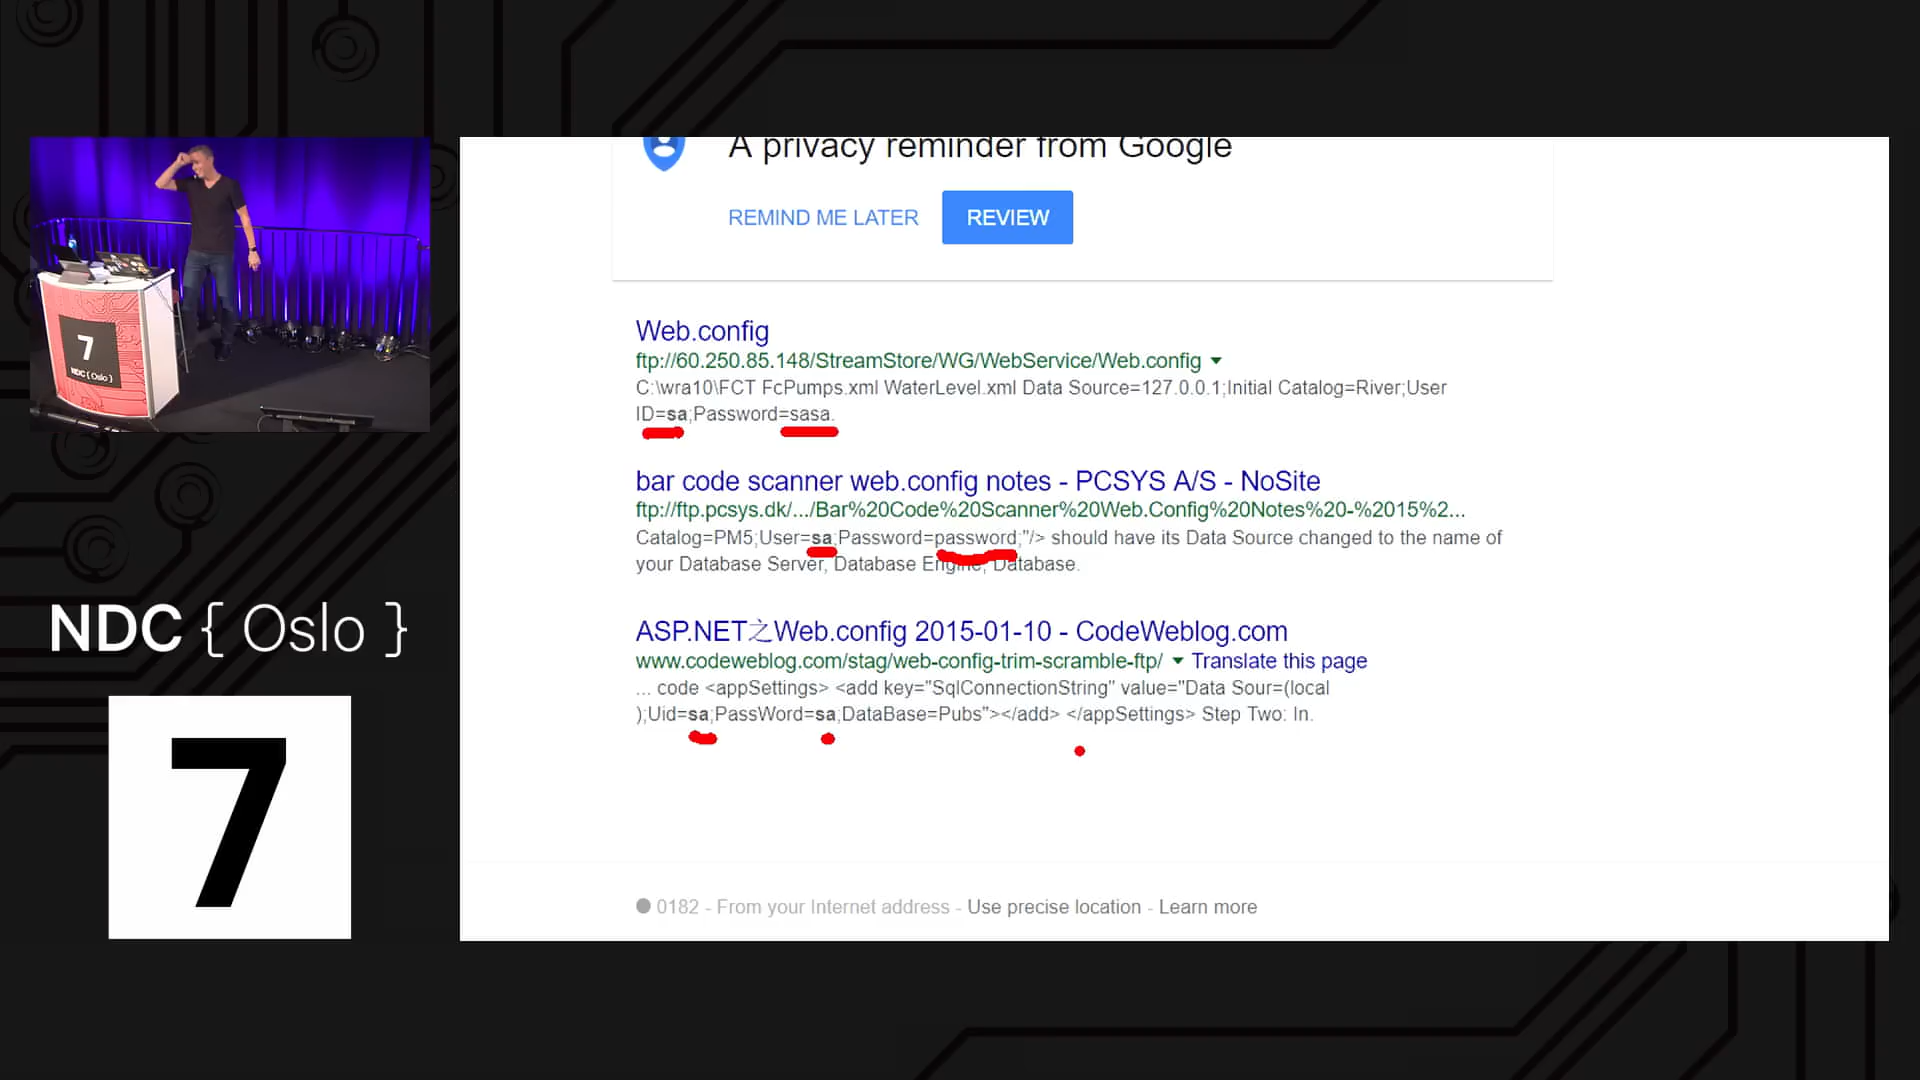 A privacy reminder from Google
REMIND ME LATER REVIEW
Web.config
ftp://60.250.85.148/StreamStore/WG/WebService/Web.config
C:\wra10\FCT FcPumps.xml WaterLevel.xml Data Source=127.0.0.1;Initial Catalog=River;User
ID=sa;Password=sasa.
bar code scanner web.config notes - PCSYS A/S - NoSite
ftp://ftp.pcsys.dk/.../Bar%20Code%20Scanner%20Web.Config%20Notes%20-%2015%2...
Catalog=PM5;User=sa;Password=password;"/> should have its Data Source changed to the name of
your Database Server, Database Engine, Database.
ASP.NET之Web.config 2015-01-10 - CodeWeblog.com
www.codeweblog.com/stag/web-config-trim-scramble-ftp/ Translate this page
... code <appSettings> <add key="SqlConnectionString" value="Data Sour=(local
);Uid=sa;PassWord=sa;DataBase=Pubs"></add> </appSettings> Step Two: In.
0182 - From your Internet address - Use precise location - Learn more
7
NDC { Oslo }
NDC { Oslo }
7